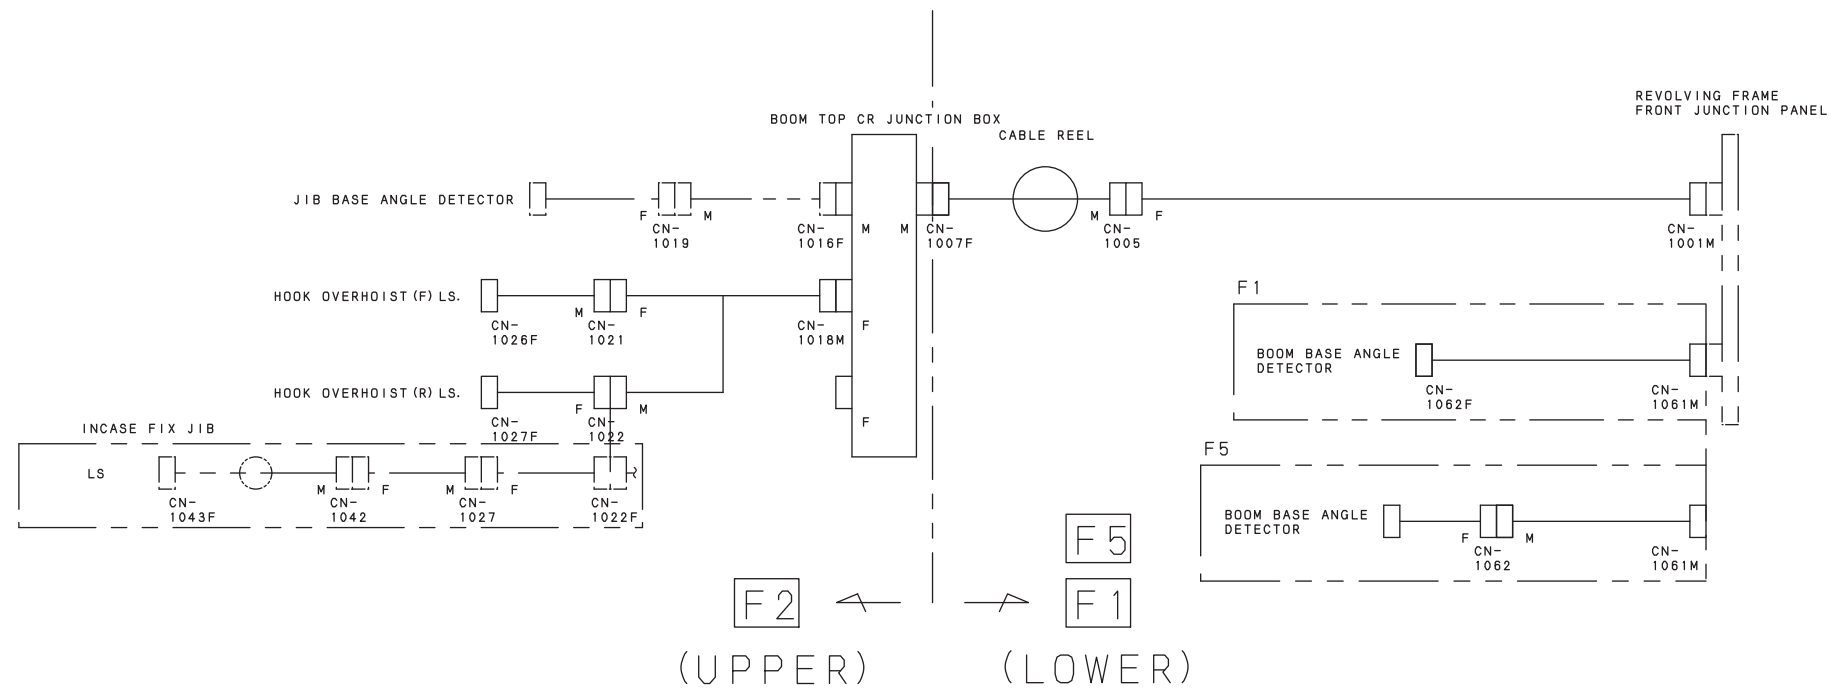 REVOLVING FRAME
FRONT JUNCTION PANEL
BOOM TOP CR JUNCTION BOX
CABLE REEL
JIB BASE ANGLE DETECTOR
F
M
CN-
1019
CN-
1016F
M
M
CN-
1007F
M
F
CN-
1005
CN-
1001M
HOOK OVERHOIST(F)LS.
CN-
1026F
M
F
CN-
1021
CN-
1018M
F
F1
BOOM BASE ANGLE
DETECTOR
CN-
1062F
CN-
1061M
HOOK OVERHOIST(R)LS.
CN-
1027F
F
M
CN-
1022
F
INCASE FIX JIB
LS
CN-
1043F
M
F
CN-
1042
M
F
CN-
1027
CN-
1022F
F5
BOOM BASE ANGLE
DETECTOR
F
M
CN-
1062
CN-
1061M
F5
F2
F1
(UPPER)
(LOWER)